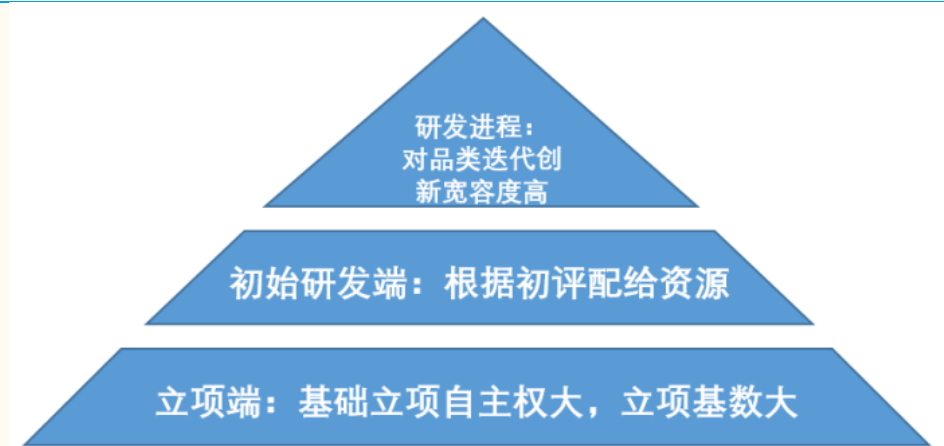 研发进程：
对品类迭代创
新宽容度高
初始研发端：根据初评配给资源
立项端：基础立项自主权大，立项基数大